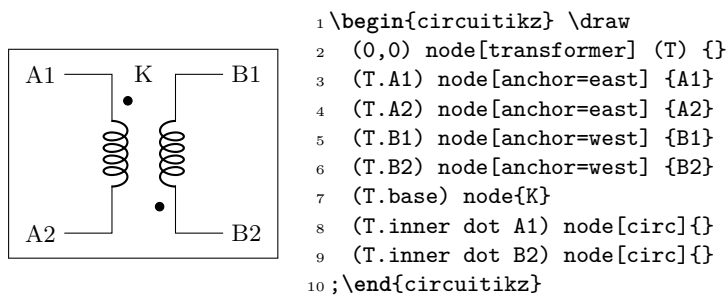 A1 K B1
A2 B2
1 \begin{circuitikz} \draw
2 (0,0) node[transformer] (T) {}
3 (T.A1) node[anchor=east] {A1}
4 (T.A2) node[anchor=east] {A2}
5 (T.B1) node[anchor=west] {B1}
6 (T.B2) node[anchor=west] {B2}
7 (T.base) node{K}
8 (T.inner dot A1) node[circ]{}
9 (T.inner dot B2) node[circ]{}
10 ;\end{circuitikz}